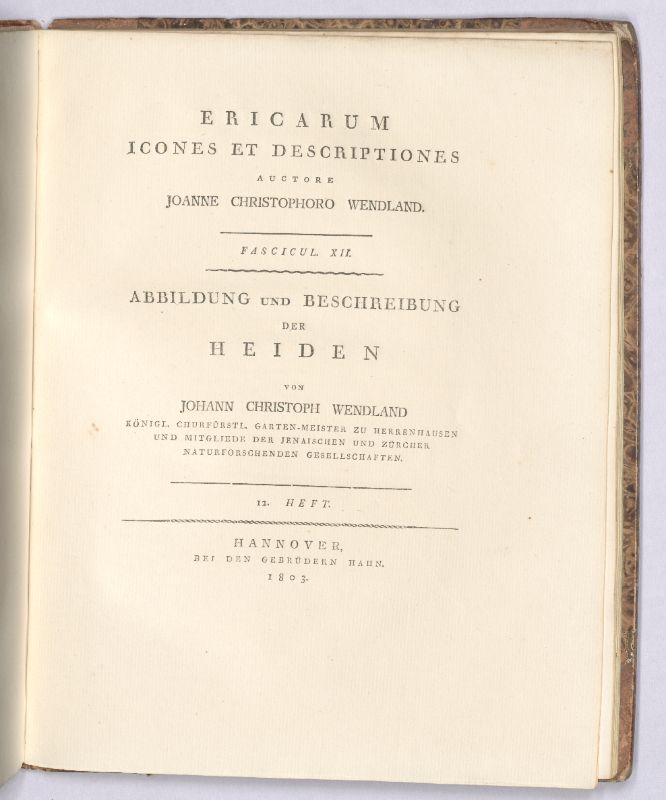 ERICARUM
ICONES ET DESCRIPTIONES
AUCTORE
JOANNE CHRISTOPHORO WENDLAND.
FASCICUL. XII.
ABBILDUNG UND BESCHREIBUNG
DER
HEIDEN
VON
JOHANN CHRISTOPH WENDLAND
KÖNIGL. CHURFÜRSTL. GARTEN-MEISTER ZU HERRENHAUSEN
UND MITGLIEDE DER JENAISCHEN UND ZÜRCHER
NATURFORSCHENDEN GESELLSCHAFTEN.
12. HEFT.
HANNOVER,
BEI DEN GEBRÜDERN HAHN.
1803.